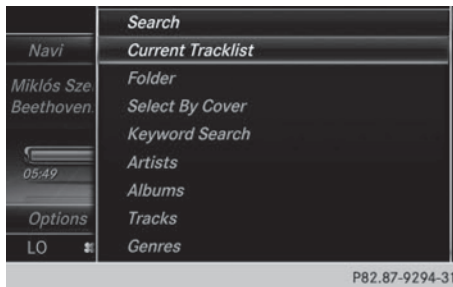 Search
Navi
Current Tracklist
Miklós Sze
Folder
Beethoven
Select By Cover
Keyword Search
Artists
05:49
Albums
Options
Tracks
LO
Genres
P82.87-9294-31